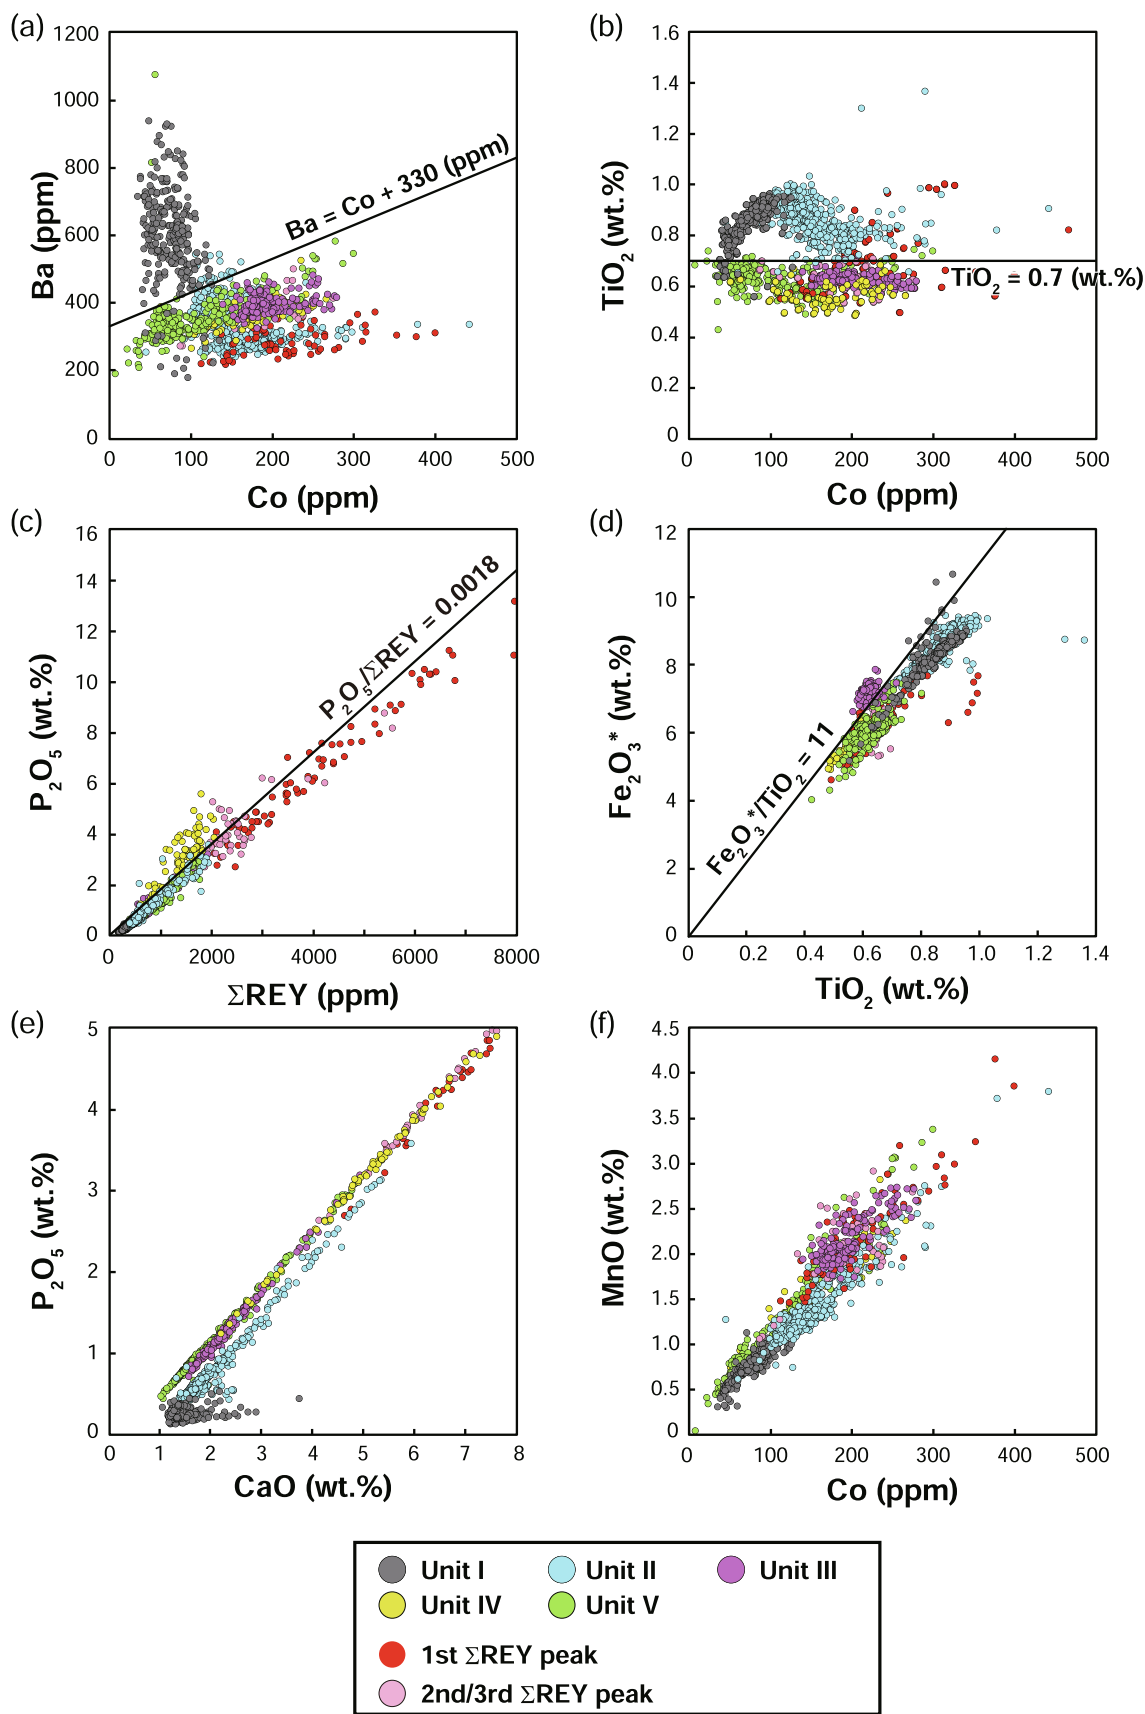 (a)
1200
1000
800
600
400
200
0
Ba (ppm)
Ba = Co + 330 (ppm)
0 100 200 300 400 500
Co (ppm)
(b)
1.6
1.4
1.2
1.0
0.8
0.6
0.4
0.2
0
TiO₂ (wt.%)
TiO₂ = 0.7 (wt.%)
0 100 200 300 400 500
Co (ppm)
(c)
16
14
12
10
8
6
4
2
0
P₂O₅ (wt.%)
P₂O₅/ΣREY = 0.0018
0 2000 4000 6000 8000
ΣREY (ppm)
(d)
12
10
8
6
4
2
0
Fe₂O₃* (wt.%)
Fe₂O₃*/TiO₂ = 11
0 0.2 0.4 0.6 0.8 1.0 1.2 1.4
TiO₂ (wt.%)
(e)
5
4
3
2
1
0
P₂O₅ (wt.%)
0 1 2 3 4 5 6 7 8
CaO (wt.%)
(f)
4.5
4.0
3.5
3.0
2.5
2.0
1.5
1.0
0.5
0
MnO (wt.%)
0 100 200 300 400 500
Co (ppm)
Unit I Unit II Unit III
Unit IV Unit V
1st ΣREY peak
2nd/3rd ΣREY peak